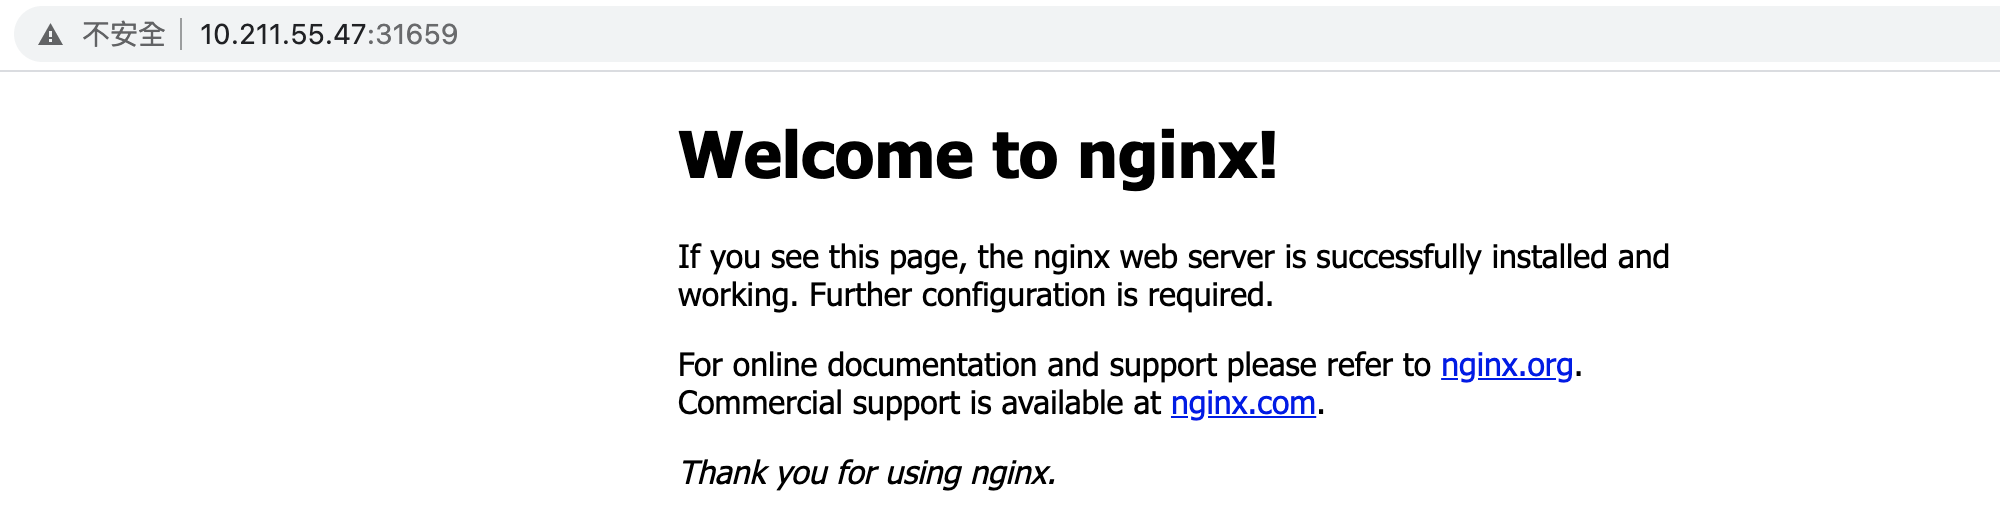 不安全 10.211.55.47:31659
Welcome to nginx!
If you see this page, the nginx web server is successfully installed and
working. Further configuration is required.
For online documentation and support please refer to nginx.org.
Commercial support is available at nginx.com.
Thank you for using nginx.